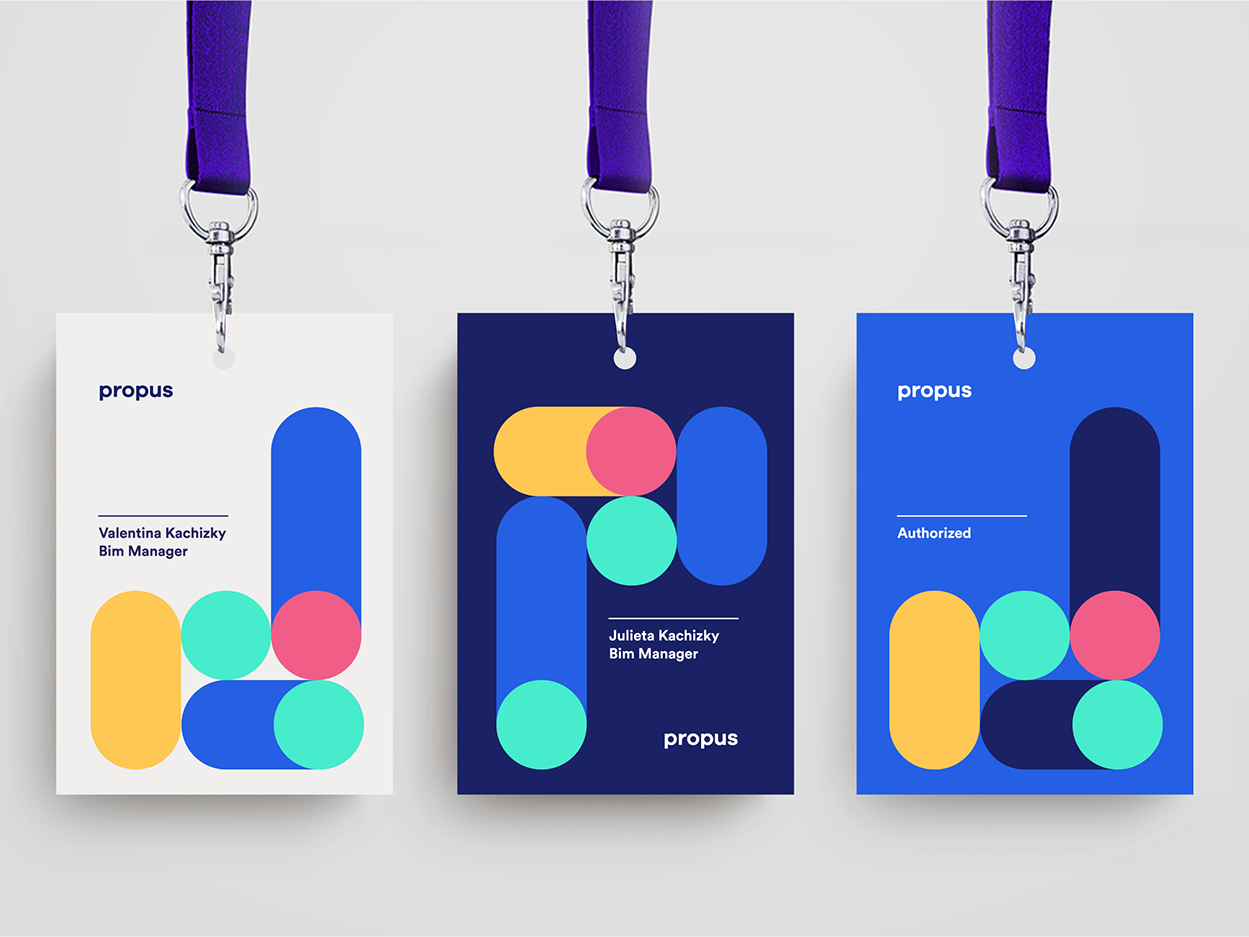 propus
Valentina Kachizky
Bim Manager
Julieta Kachizky
Bim Manager
propus
propus
Authorized